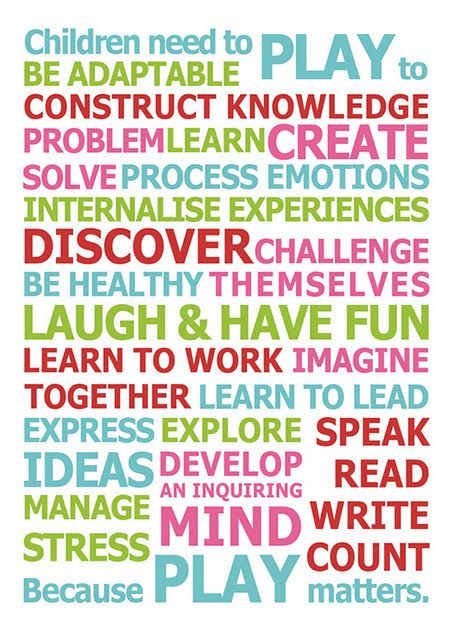 Children need to PLAY to
BE ADAPTABLE
CONSTRUCT KNOWLEDGE
PROBLEM LEARN CREATE
SOLVE PROCESS EMOTIONS
INTERNALISE EXPERIENCES
DISCOVER CHALLENGE
BE HEALTHY THEMSELVES
LAUGH & HAVE FUN
LEARN TO WORK IMAGINE
TOGETHER LEARN TO LEAD
EXPRESS EXPLORE SPEAK
IDEAS DEVELOP READ
AN INQUIRING
MANAGE MIND WRITE
STRESS COUNT
Because PLAY matters.